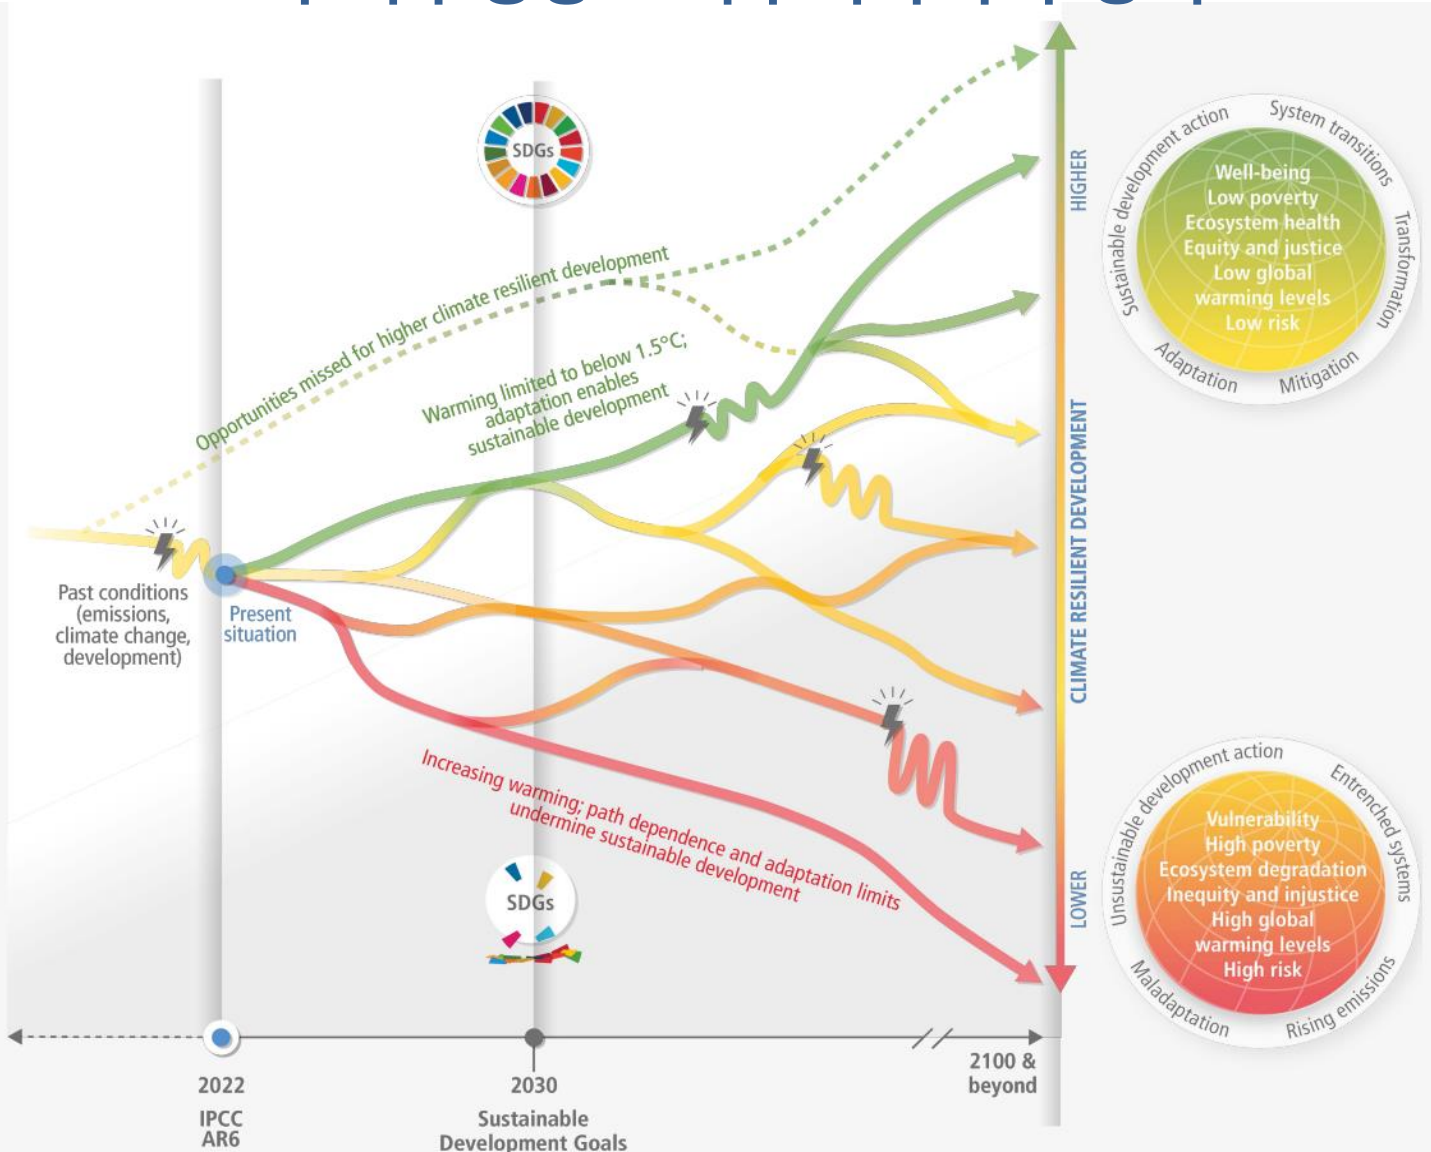 SDGs
Opportunities missed for higher climate resilient development
Warming limited to below 1.5°C;
adaptation enables
sustainable development
Past conditions
(emissions,
climate change,
development)
Present
situation
Increasing warming; path dependence and adaptation limits
undermine sustainable development
SDGs
2022
IPCC
AR6
2030
Sustainable
Development Goals
2100 &
beyond
HIGHER
CLIMATE RESILIENT DEVELOPMENT
LOWER
Sustainable development action
System transitions
Transformation
Mitigation
Adaptation
Well-being
Low poverty
Ecosystem health
Equity and justice
Low global
warming levels
Low risk
Unsustainable development action
Entrenched systems
Rising emissions
Maladaptation
Vulnerability
High poverty
Ecosystem degradation
Inequity and injustice
High global
warming levels
High risk